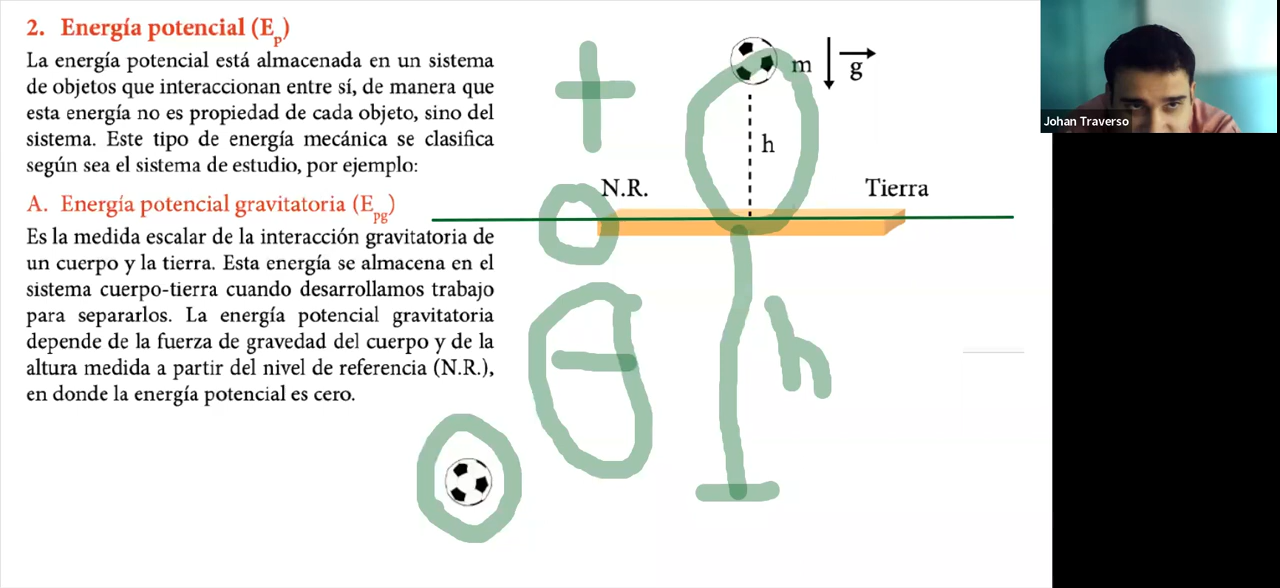 2. Energía potencial (Ep)
La energía potencial está almacenada en un sistema
de objetos que interaccionan entre sí, de manera que
esta energía no es propiedad de cada objeto, sino del
sistema. Este tipo de energía mecánica se clasifica
según sea el sistema de estudio, por ejemplo:
A. Energía potencial gravitatoria (Epg)
Es la medida escalar de la interacción gravitatoria de
un cuerpo y la tierra. Esta energía se almacena en el
sistema cuerpo-tierra cuando desarrollamos trabajo
para separarlos. La energía potencial gravitatoria
depende de la fuerza de gravedad del cuerpo y de la
altura medida a partir del nivel de referencia (N.R.),
en donde la energía potencial es cero.
m
g
h
N.R.
Tierra
+
0
-
h
Johan Traverso